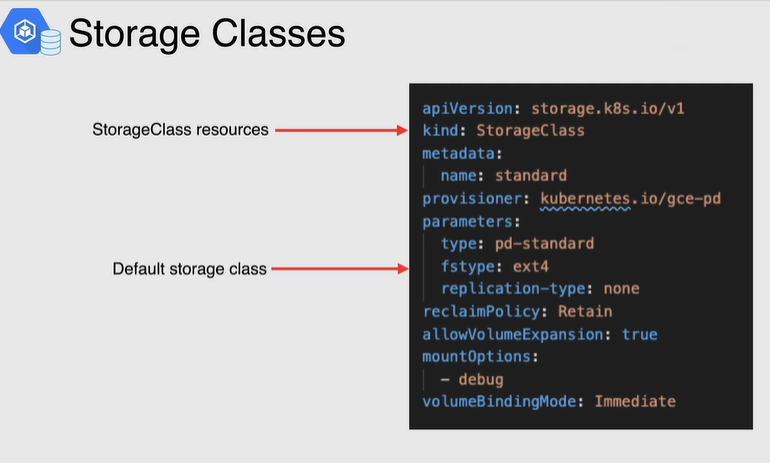 Storage Classes
StorageClass resources
Default storage class
apiVersion: storage.k8s.io/v1
kind: StorageClass
metadata:
  name: standard
provisioner: kubernetes.io/gce-pd
parameters:
  type: pd-standard
  fstype: ext4
  replication-type: none
reclaimPolicy: Retain
allowVolumeExpansion: true
mountOptions:
  - debug
volumeBindingMode: Immediate